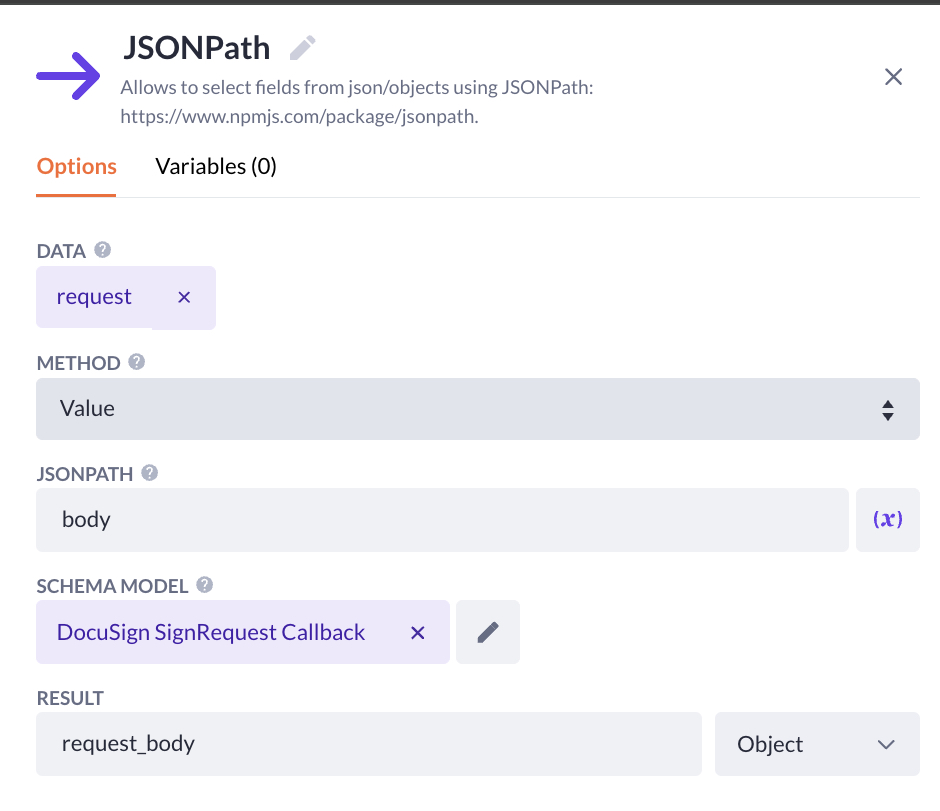 JSONPath
Allows to select fields from json/objects using JSONPath:
https://www.npmjs.com/package/jsonpath.
Options Variables (0)
DATA ?
request ×
METHOD ?
Value
JSONPATH ?
body (x)
SCHEMA MODEL ?
DocuSign SignRequest Callback ×
RESULT
request_body Object